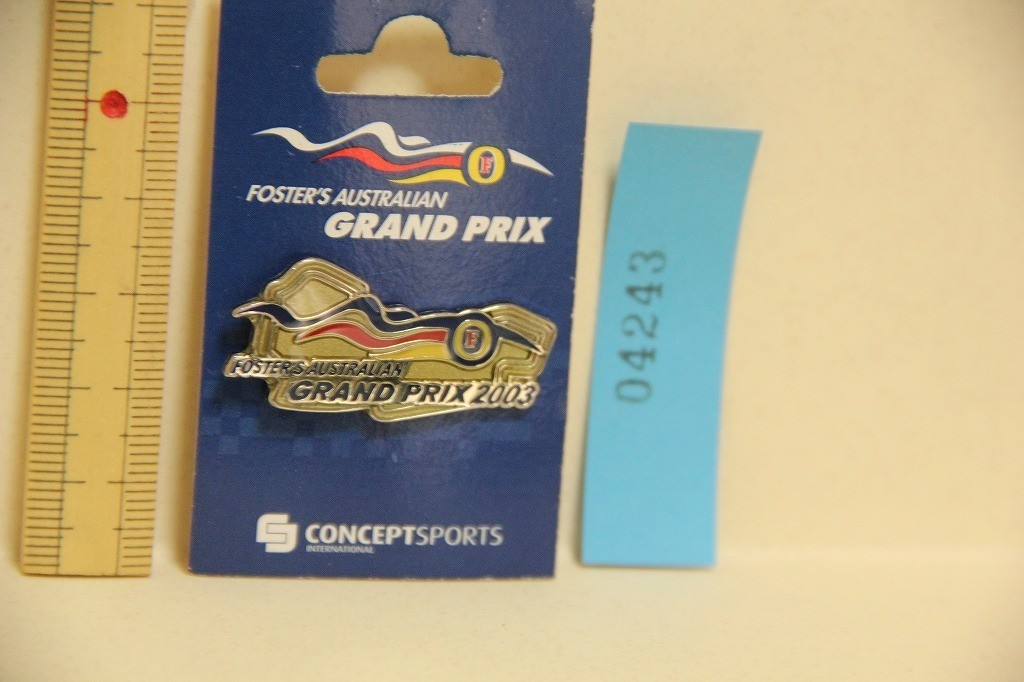 F
FOSTER'S AUSTRALIAN
GRAND PRIX
F
FOSTER'S AUSTRALIAN
GRAND PRIX 2003
CONCEPTSPORTS
INTERNATIONAL
04243